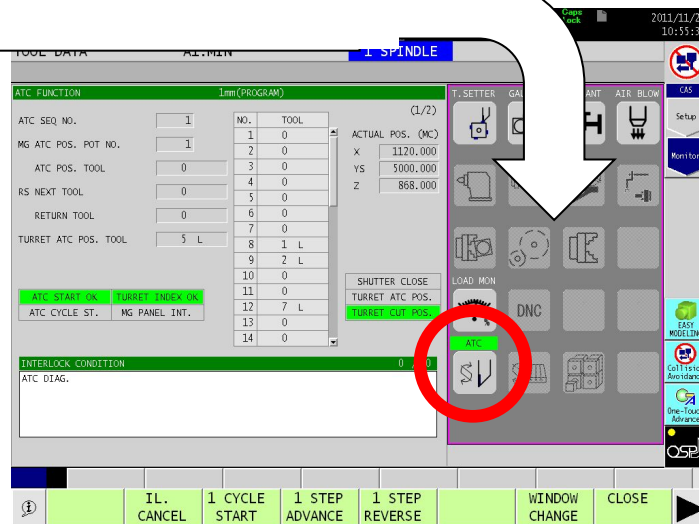 Caps
Lock
2011/11/2
10:55:3
TOOL DATA A1.MIN 1 SPINDLE
ATC FUNCTION 1mm(PROGRAM)
(1/2)
ATC SEQ NO. 1
MG ATC POS. POT NO. 1
ATC POS. TOOL 0
RS NEXT TOOL 0
RETURN TOOL 0
TURRET ATC POS. TOOL 5 L
NO. TOOL
1 0
2 0
3 0
4 0
5 0
6 0
7 0
8 1 L
9 2 L
10 0
11 0
12 7 L
13 0
14 0
ACTUAL POS. (MC)
X 1120.000
YS 5000.000
Z 868.000
SHUTTER CLOSE
TURRET ATC POS.
TURRET CUT POS.
ATC START OK TURRET INDEX OK
ATC CYCLE ST. MG PANEL INT.
INTERLOCK CONDITION
ATC DIAG.
T.SETTER
AIR BLOW
LOAD MON
%
DNC
ATC
CAS
Setup
Monitor
EASY
MODELING
Collisio
Avoidanc
One-Touc
Advance
OSP
IL.
CANCEL
1 CYCLE
START
1 STEP
ADVANCE
1 STEP
REVERSE
WINDOW
CHANGE
CLOSE